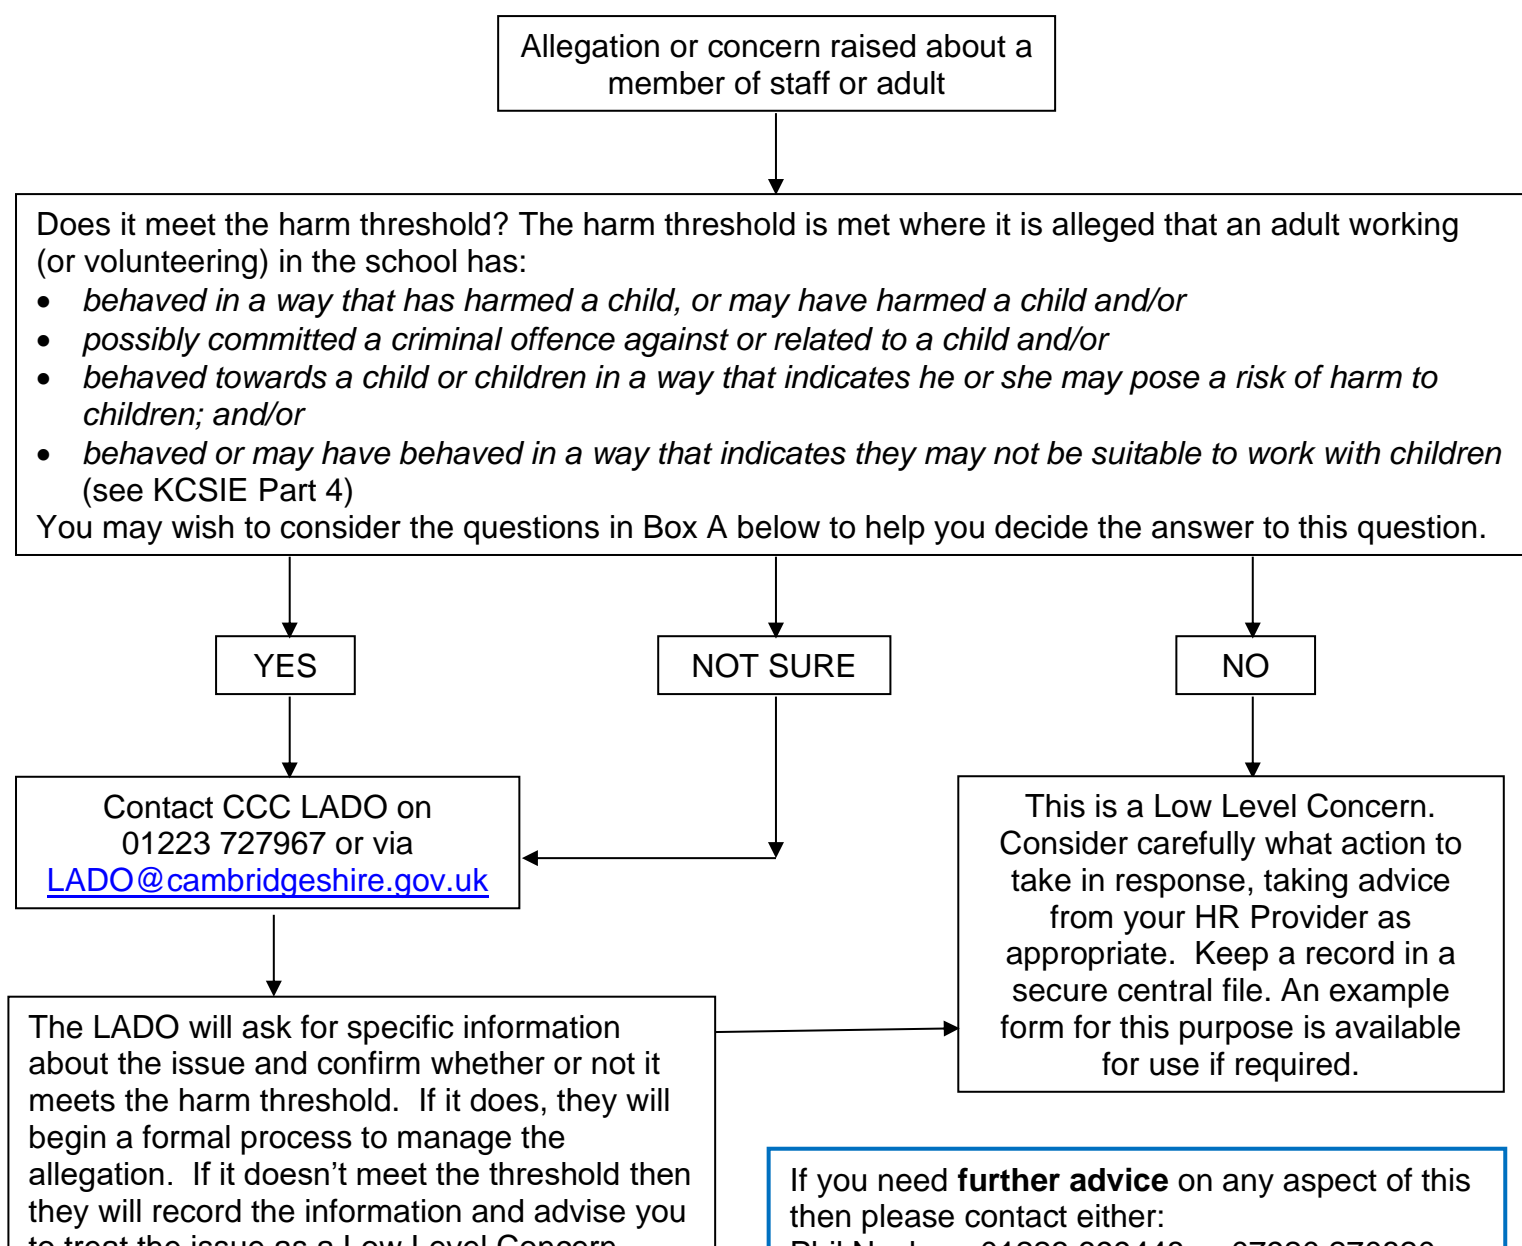 Allegation or concern raised about a
member of staff or adult
Does it meet the harm threshold? The harm threshold is met where it is alleged that an adult working
(or volunteering) in the school has:
• behaved in a way that has harmed a child, or may have harmed a child and/or
• possibly committed a criminal offence against or related to a child and/or
• behaved towards a child or children in a way that indicates he or she may pose a risk of harm to
children; and/or
• behaved or may have behaved in a way that indicates they may not be suitable to work with children
(see KCSIE Part 4)
You may wish to consider the questions in Box A below to help you decide the answer to this question.
YES
NOT SURE
NO
Contact CCC LADO on
01223 727967 or via
LADO@cambridgeshire.gov.uk
This is a Low Level Concern.
Consider carefully what action to
take in response, taking advice
from your HR Provider as
appropriate. Keep a record in a
secure central file. An example
form for this purpose is available
for use if required.
The LADO will ask for specific information
about the issue and confirm whether or not it
meets the harm threshold. If it does, they will
begin a formal process to manage the
allegation. If it doesn't meet the threshold then
they will record the information and advise you
to treat the issue as a Low Level Concern
If you need further advice on any aspect of this
then please contact either:
Phil